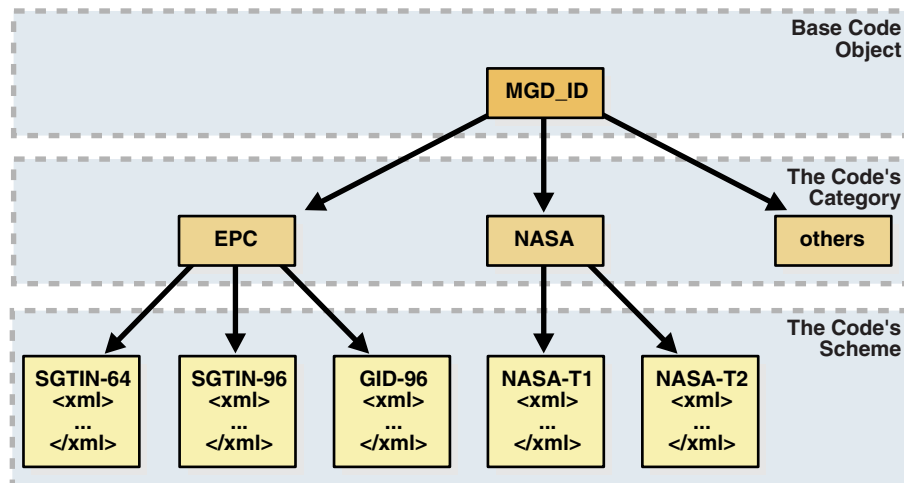 Base Code
Object
MGD_ID
The Code's
Category
EPC
NASA
others
The Code's
Scheme
SGTIN-64
<xml>
...
</xml>
SGTIN-96
<xml>
...
</xml>
GID-96
<xml>
...
</xml>
NASA-T1
<xml>
...
</xml>
NASA-T2
<xml>
...
</xml>